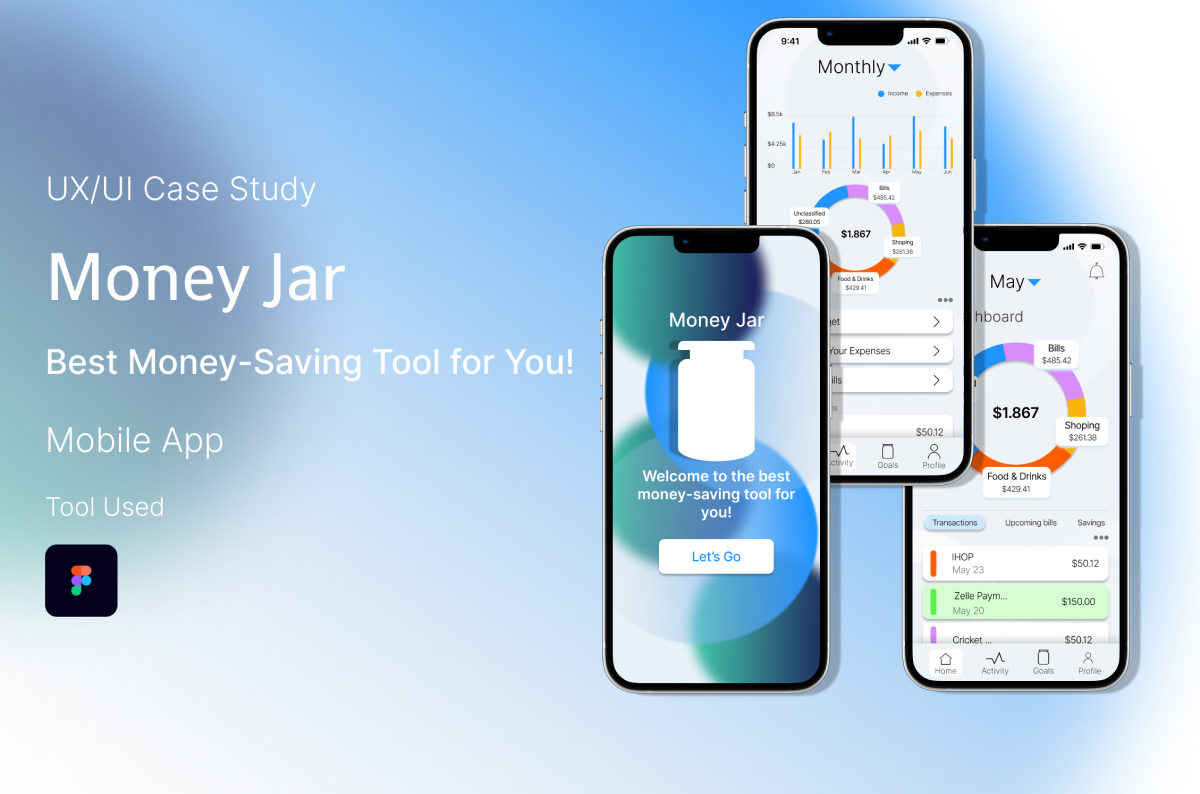 UX/UI Case Study
Money Jar
Best Money-Saving Tool for You!
Mobile App
Tool Used
Money Jar
Welcome to the best
money-saving tool for
you!
Let's Go
9:41
Monthly
Income
Expenses
$8.5k
$4.25k
$0
Jan
Feb
Mar
Apr
May
Jun
Bills
$485.42
Unclassified
$280.05
$1.867
Shoping
$261.38
Food & Drinks
$429.41
get
Your Expenses
ills
$50.12
ctivity
Goals
Profile
May
hboard
Bills
$485.42
$1.867
Shoping
$261.38
Food & Drinks
$429.41
Transactions
Upcoming bills
Savings
IHOP
May 23
$50.12
Zelle Paym...
May 20
$150.00
Cricket ...
$50.12
Home
Activity
Goals
Profile